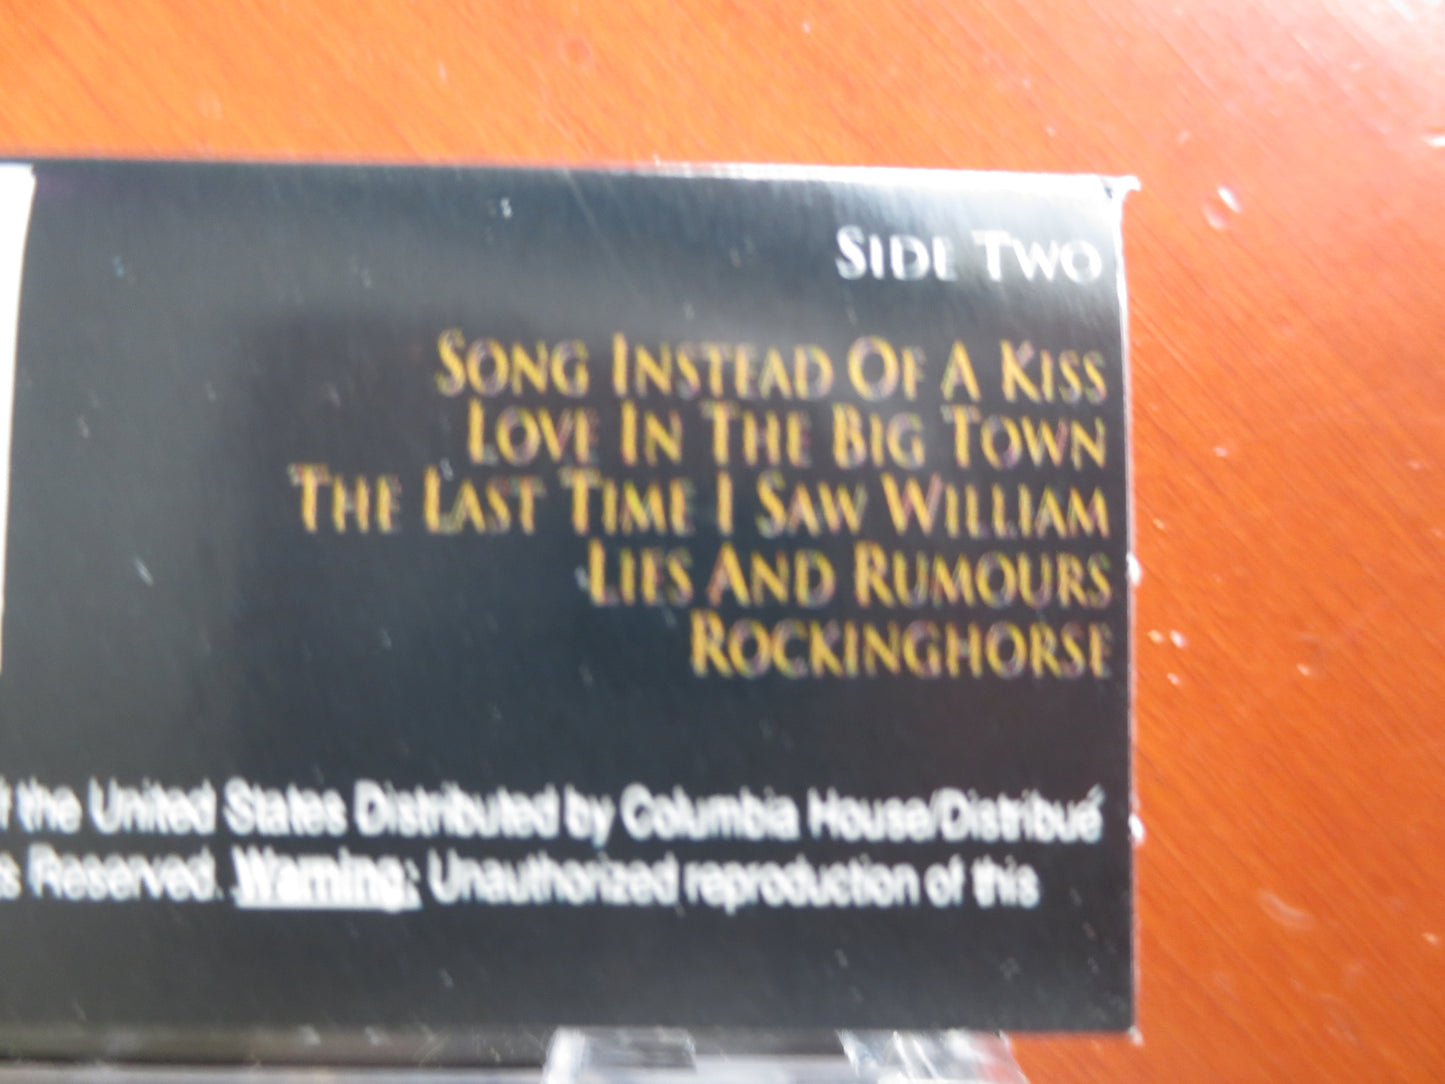 SIDE TWO
SONG INSTEAD OF A KISS
LOVE IN THE BIG TOWN
THE LAST TIME I SAW WILLIAM
LIES AND RUMOURS
ROCKINGHORSE
the United States Distributed by Columbia House/Distribué
Reserved. Warning: Unauthorized reproduction of this